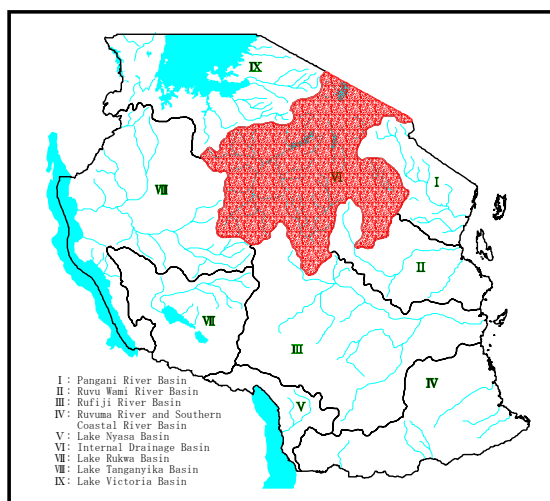 IX
VIII
VI
I
II
VII
III
IV
V
I : Pangani River Basin
II : Ruvu Wami River Basin
III : Rufiji River Basin
IV : Ruvuma River and Southern
Coastal River Basin
V : Lake Nyasa Basin
VI : Internal Drainage Basin
VII : Lake Rukwa Basin
VIII : Lake Tanganyika Basin
IX : Lake Victoria Basin